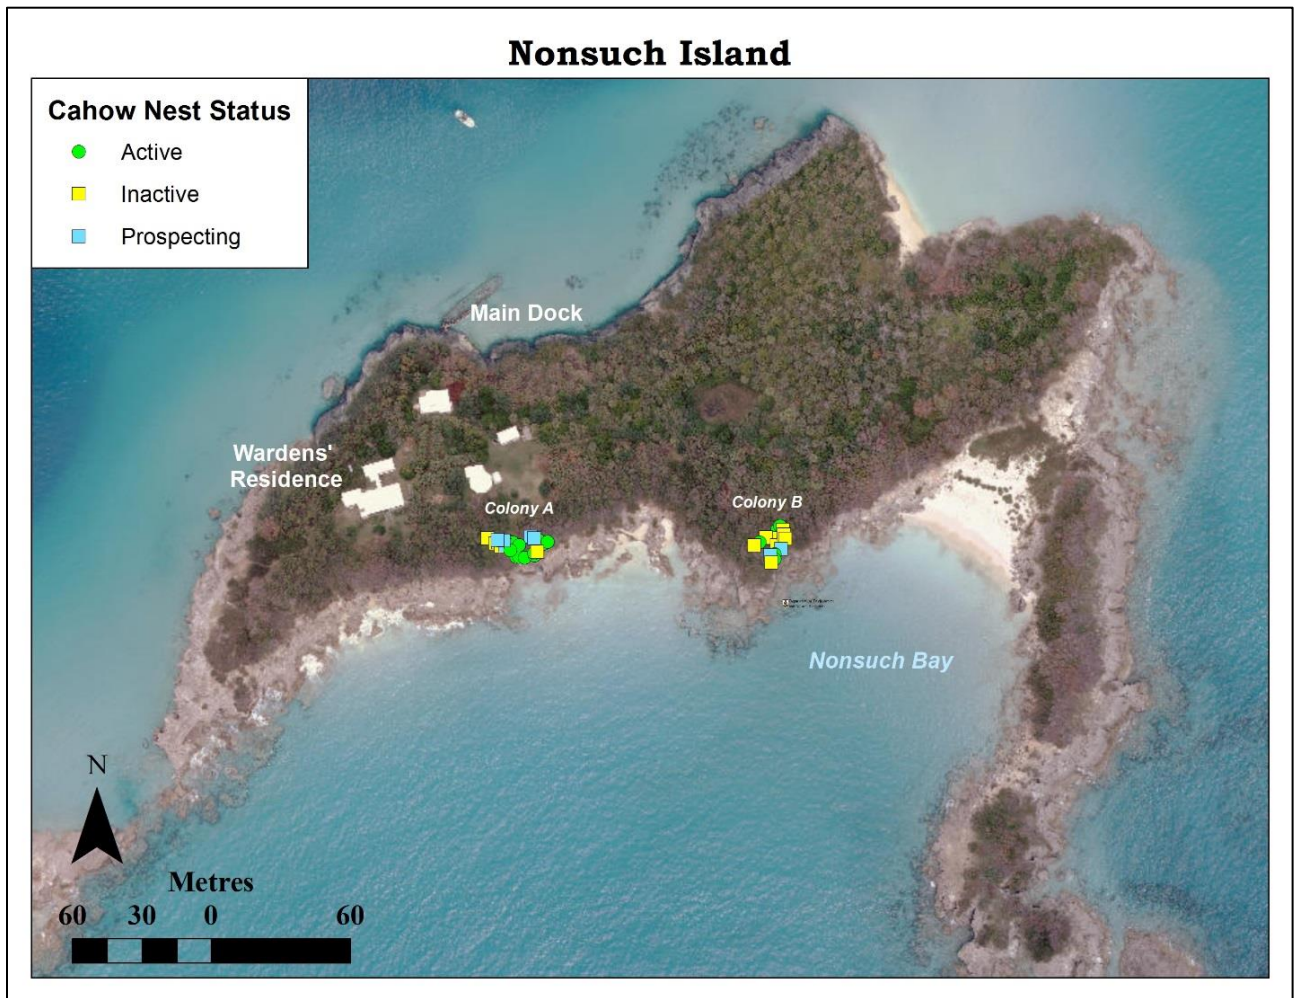 Nonsuch Island
Cahow Nest Status
Active
Inactive
Prospecting
Main Dock
Wardens'
Residence
Colony A
Colony B
Nonsuch Bay
N
Metres
60 30 0 60